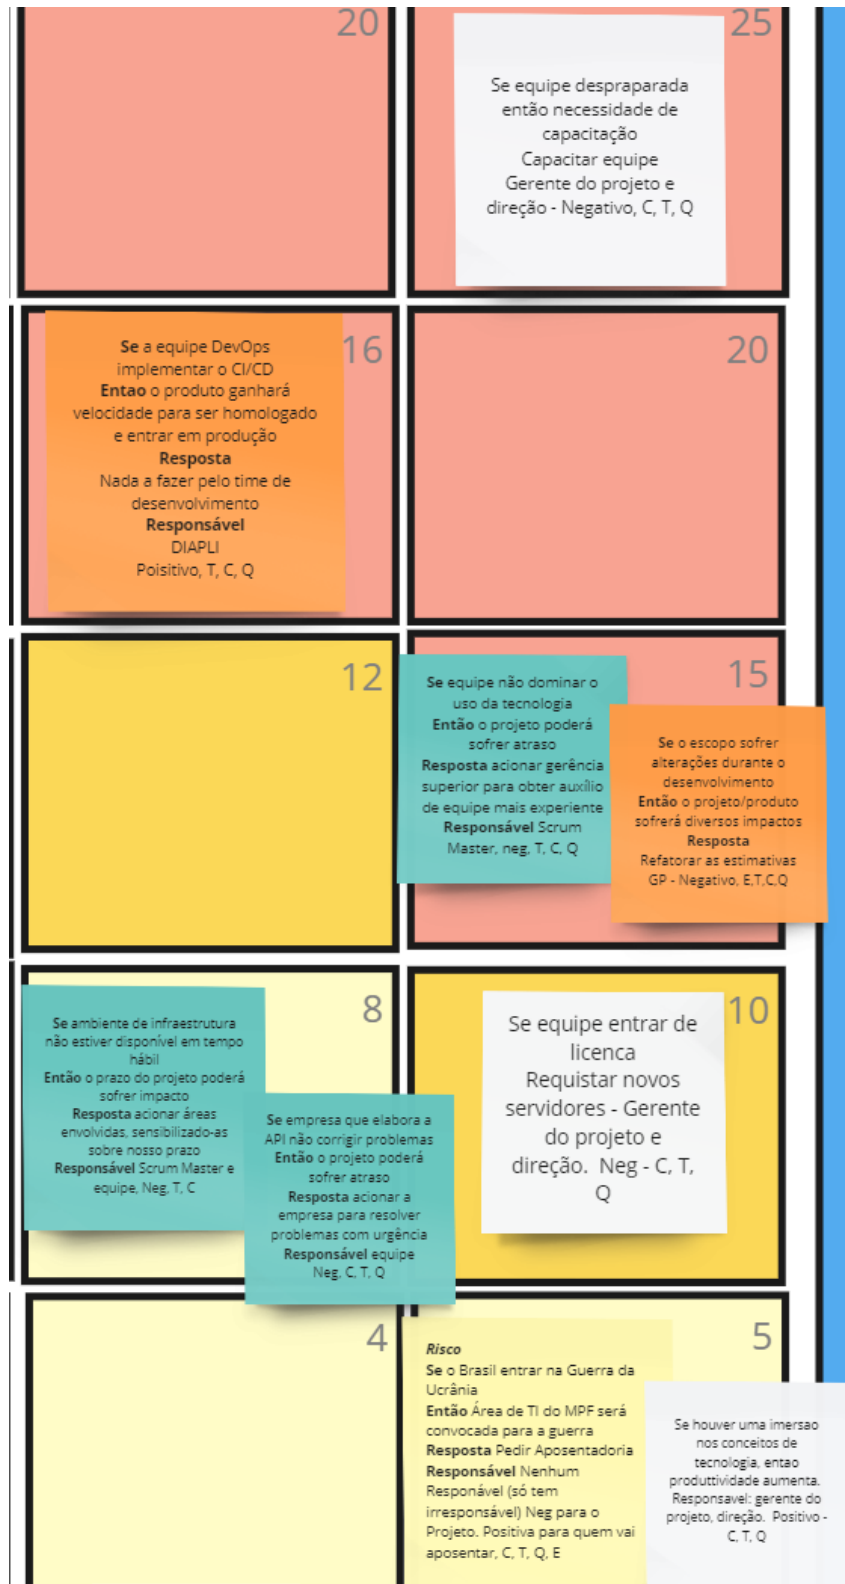 20
25
Se equipe despraparada
então necessidade de
capacitação
Capacitar equipe
Gerente do projeto e
direção - Negativo, C, T, Q
16
Se a equipe DevOps
implementar o CI/CD
Entao o produto ganhará
velocidade para ser homologado
e entrar em produção
Resposta
Nada a fazer pelo time de
desenvolvimento
Responsável
DIAPLI
Poisitivo, T, C, Q
20
12
15
Se equipe não dominar o
uso da tecnologia
Então o projeto poderá
sofrer atraso
Resposta acionar gerência
superior para obter auxílio
de equipe mais experiente
Responsável Scrum
Master, neg, T, C, Q
Se o escopo sofrer
alterações durante o
desenvolvimento
Então o projeto/produto
sofrerá diversos impactos
Resposta
Refatorar as estimativas
GP - Negativo, E,T,C,Q
8
Se ambiente de infraestrutura
não estiver disponível em tempo
hábil
Então o prazo do projeto poderá
sofrer impacto
Resposta acionar áreas
envolvidas, sensibilizado-as
sobre nosso prazo
Responsável Scrum Master e
equipe, Neg, T, C
Se empresa que elabora a
API não corrigir problemas
Então o projeto poderá
sofrer atraso
Resposta acionar a
empresa para resolver
problemas com urgência
Responsável equipe
Neg, C, T, Q
10
Se equipe entrar de
licenca
Requistar novos
servidores - Gerente
do projeto e
direção. Neg - C, T,
Q
4
5
Risco
Se o Brasil entrar na Guerra da
Ucrânia
Então Área de TI do MPF será
convocada para a guerra
Resposta Pedir Aposentadoria
Responsável Nenhum
Responável (só tem
irresponsável) Neg para o
Projeto. Positiva para quem vai
aposentar, C, T, Q, E
Se houver uma imersao
nos conceitos de
tecnologia, entao
produttividade aumenta.
Responsavel: gerente do
projeto, direção. Positivo -
C, T, Q